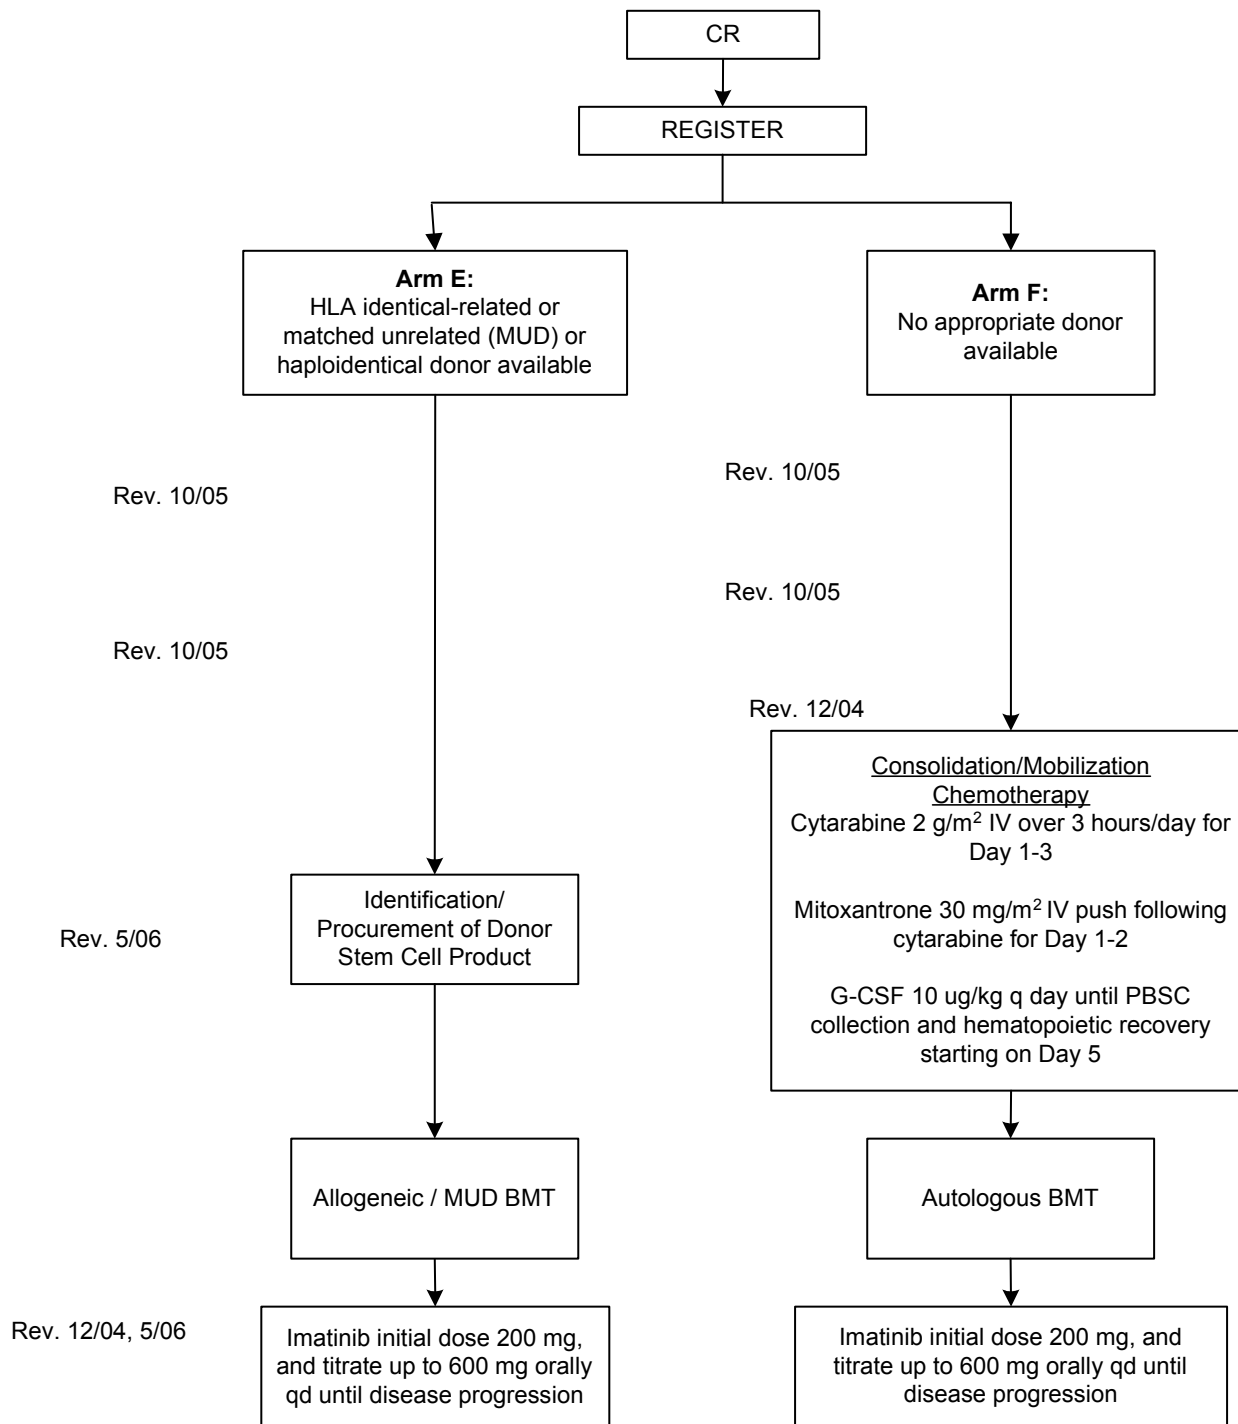 CR
REGISTER
Arm E:
HLA identical-related or
matched unrelated (MUD) or
haploidentical donor available
Arm F:
No appropriate donor
available
Rev. 10/05
Rev. 10/05
Rev. 10/05
Rev. 10/05
Rev. 12/04
Consolidation/Mobilization
Chemotherapy
Cytarabine 2 g/m² IV over 3 hours/day for
Day 1-3
Mitoxantrone 30 mg/m² IV push following
cytarabine for Day 1-2
G-CSF 10 ug/kg q day until PBSC
collection and hematopoietic recovery
starting on Day 5
Rev. 5/06
Identification/
Procurement of Donor
Stem Cell Product
Allogeneic / MUD BMT
Autologous BMT
Rev. 12/04, 5/06
Imatinib initial dose 200 mg,
and titrate up to 600 mg orally
qd until disease progression
Imatinib initial dose 200 mg, and
titrate up to 600 mg orally qd until
disease progression